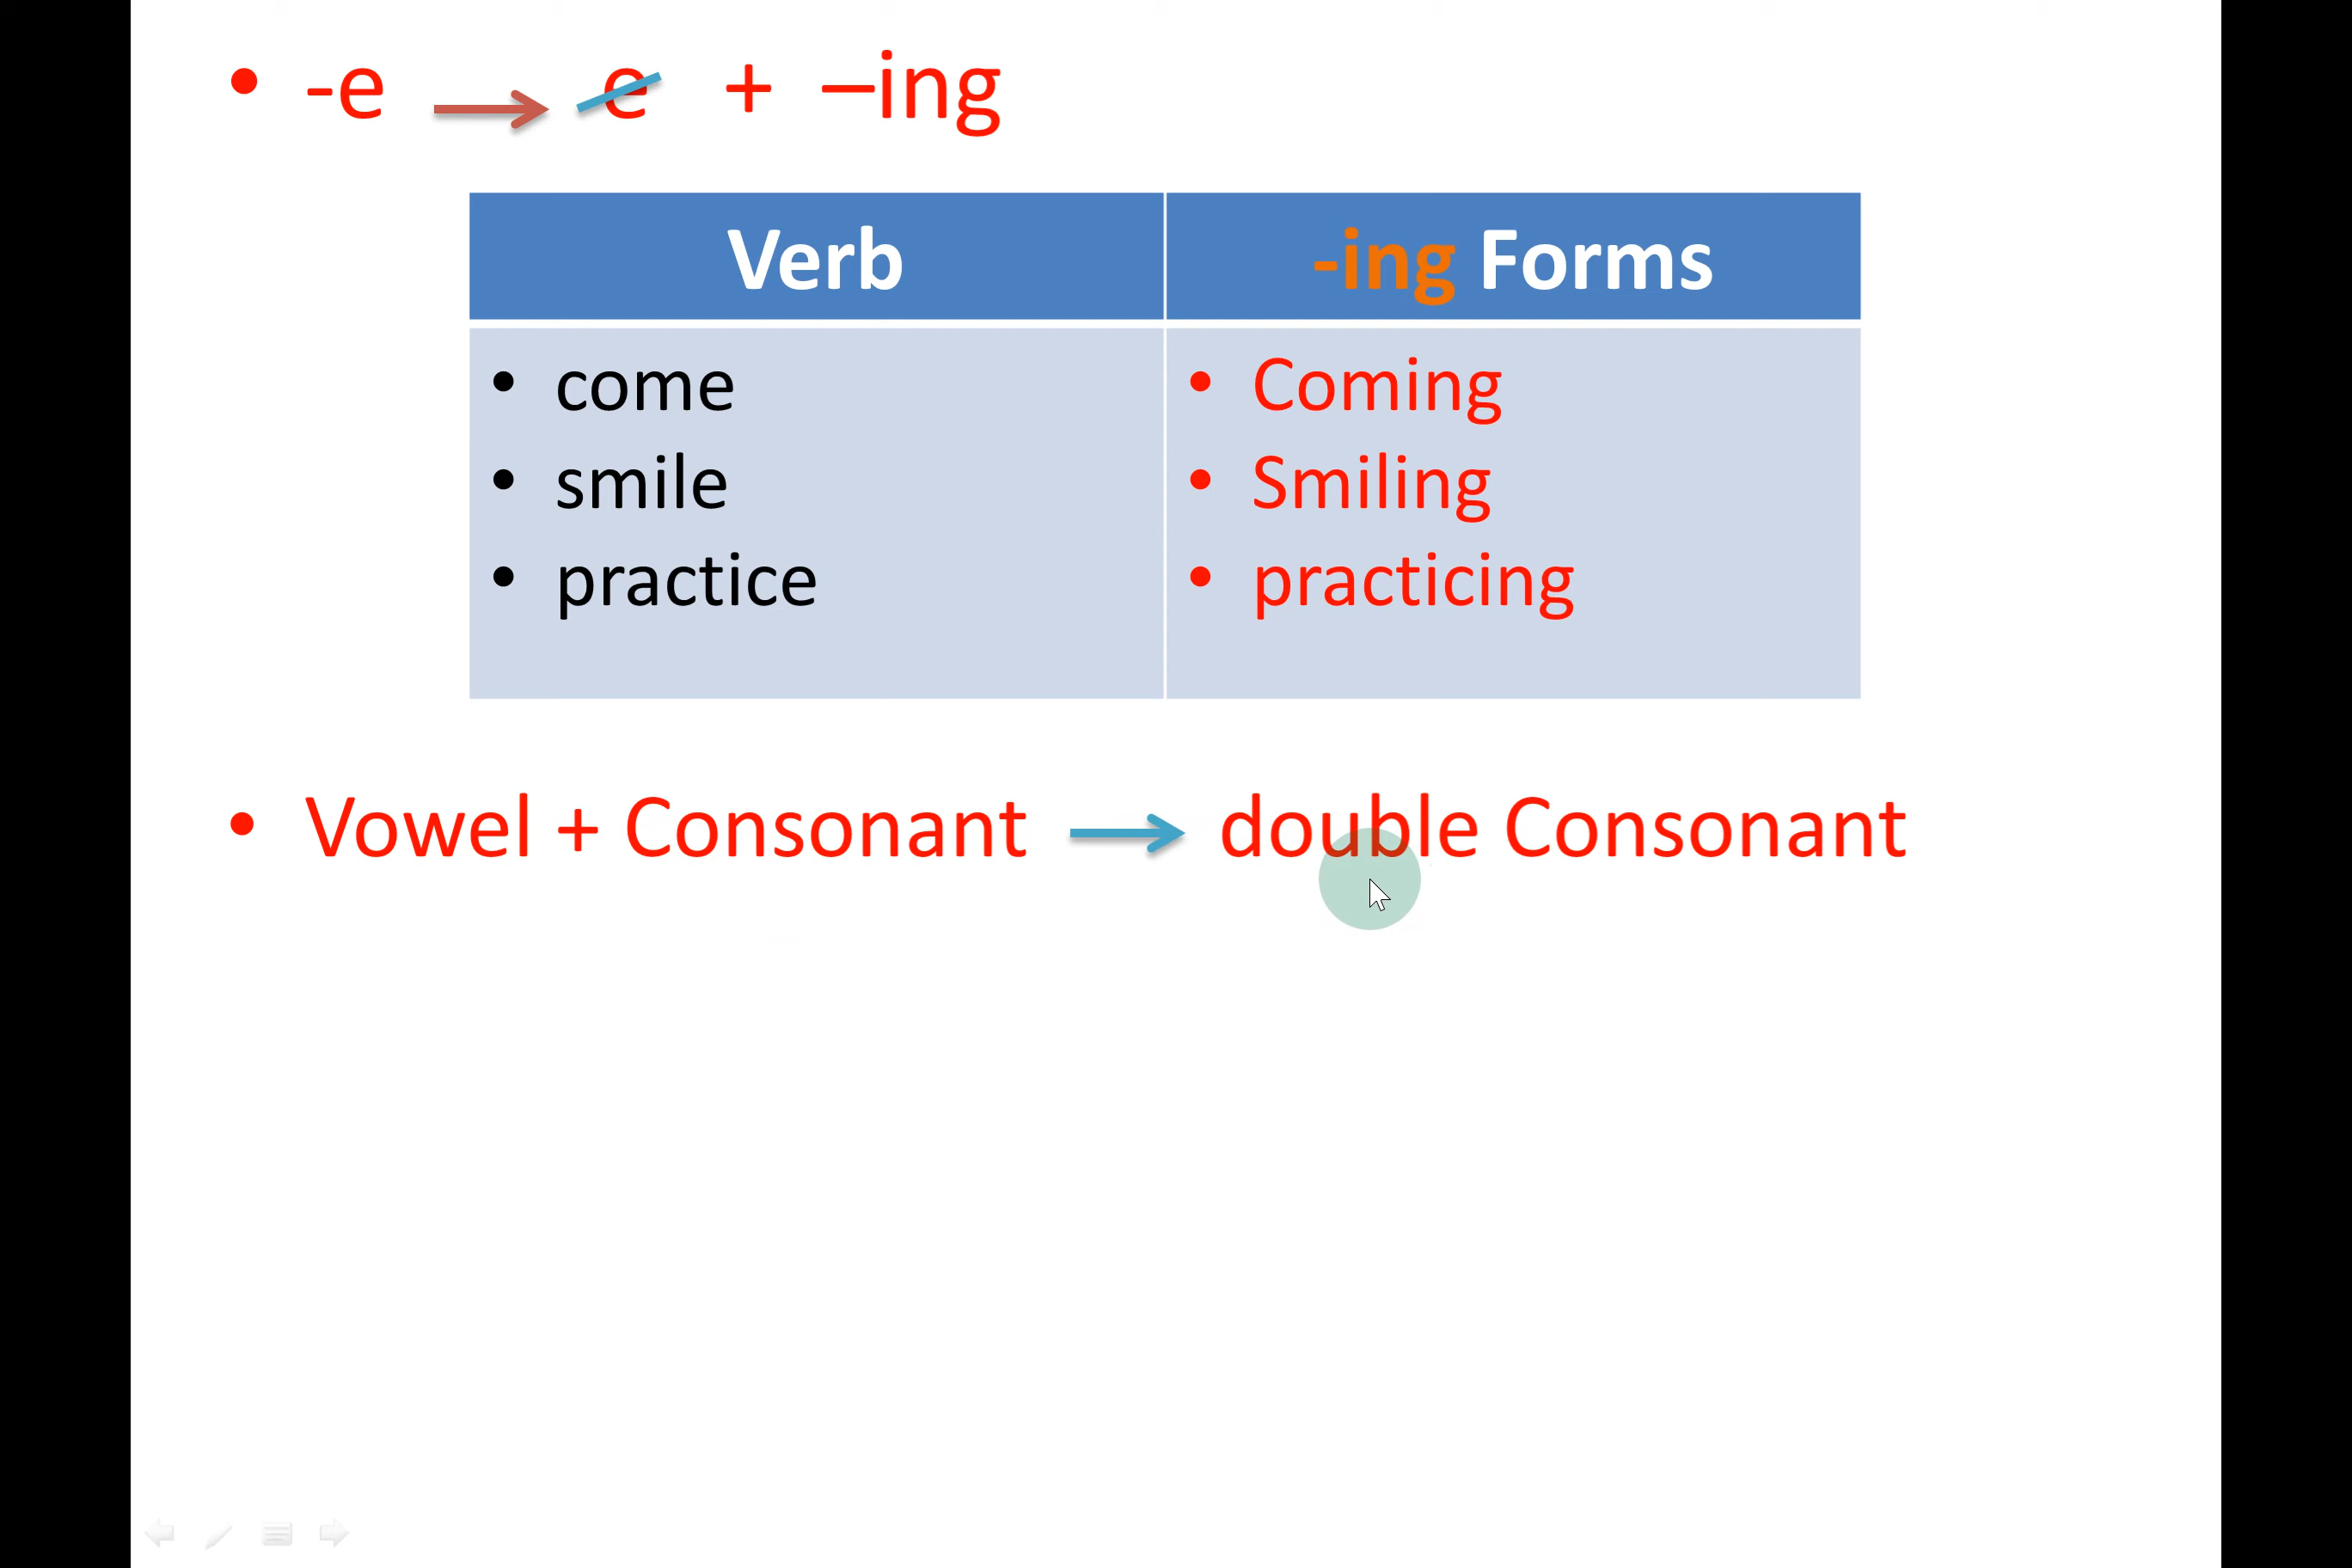 • -e → e + –ing
Verb -ing Forms
• come • Coming
• smile • Smiling
• practice • practicing
• Vowel + Consonant → double Consonant